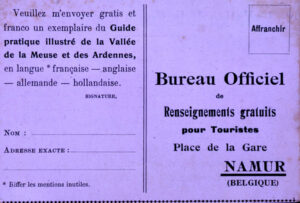 Veuillez m'envoyer gratis et
franco un exemplaire du Guide
pratique illustré de la Vallée
de la Meuse et des Ardennes,
en langue * française — anglaise
— allemande — hollandaise.
SIGNATURE,
NOM :
ADRESSE EXACTE :
* Biffer les mentions inutiles.
Affranchir
Bureau Officiel
de
Renseignements gratuits
pour Touristes
Place de la Gare
NAMUR
(BELGIQUE)